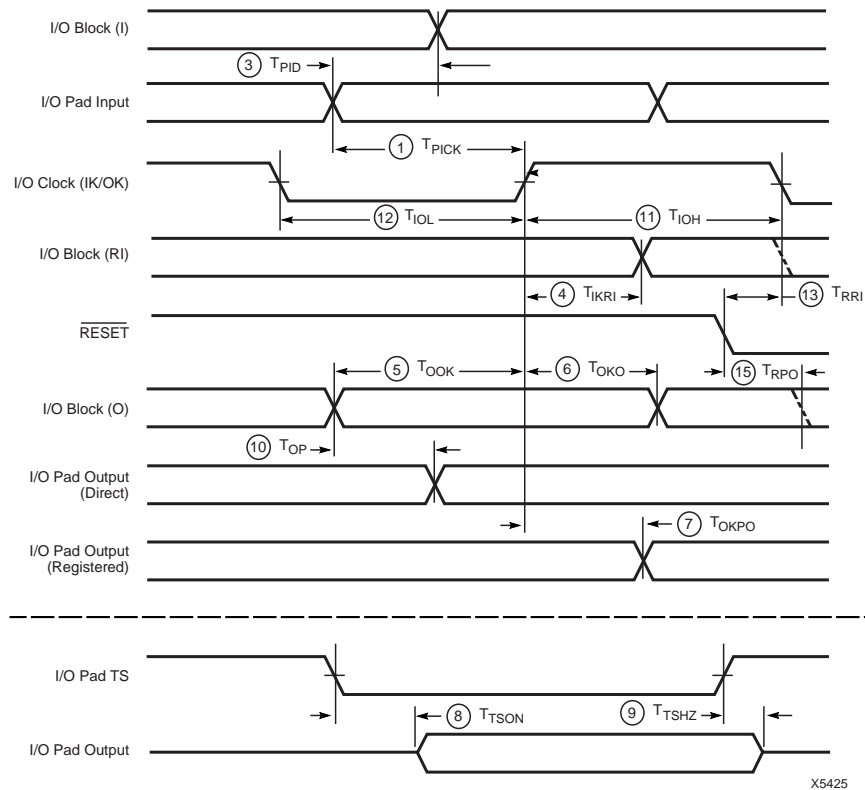 I/O Block (I)
3 TPID
I/O Pad Input
1 TPICK
I/O Clock (IK/OK)
12 TIOL
11 TIOH
I/O Block (RI)
4 TIKRI
13 TRRI
RESET
5 TOOK
6 TOKO
15 TRPO
I/O Block (O)
10 TOP
I/O Pad Output
(Direct)
7 TOKPO
I/O Pad Output
(Registered)
I/O Pad TS
8 TTSON
9 TTSHZ
I/O Pad Output
X5425